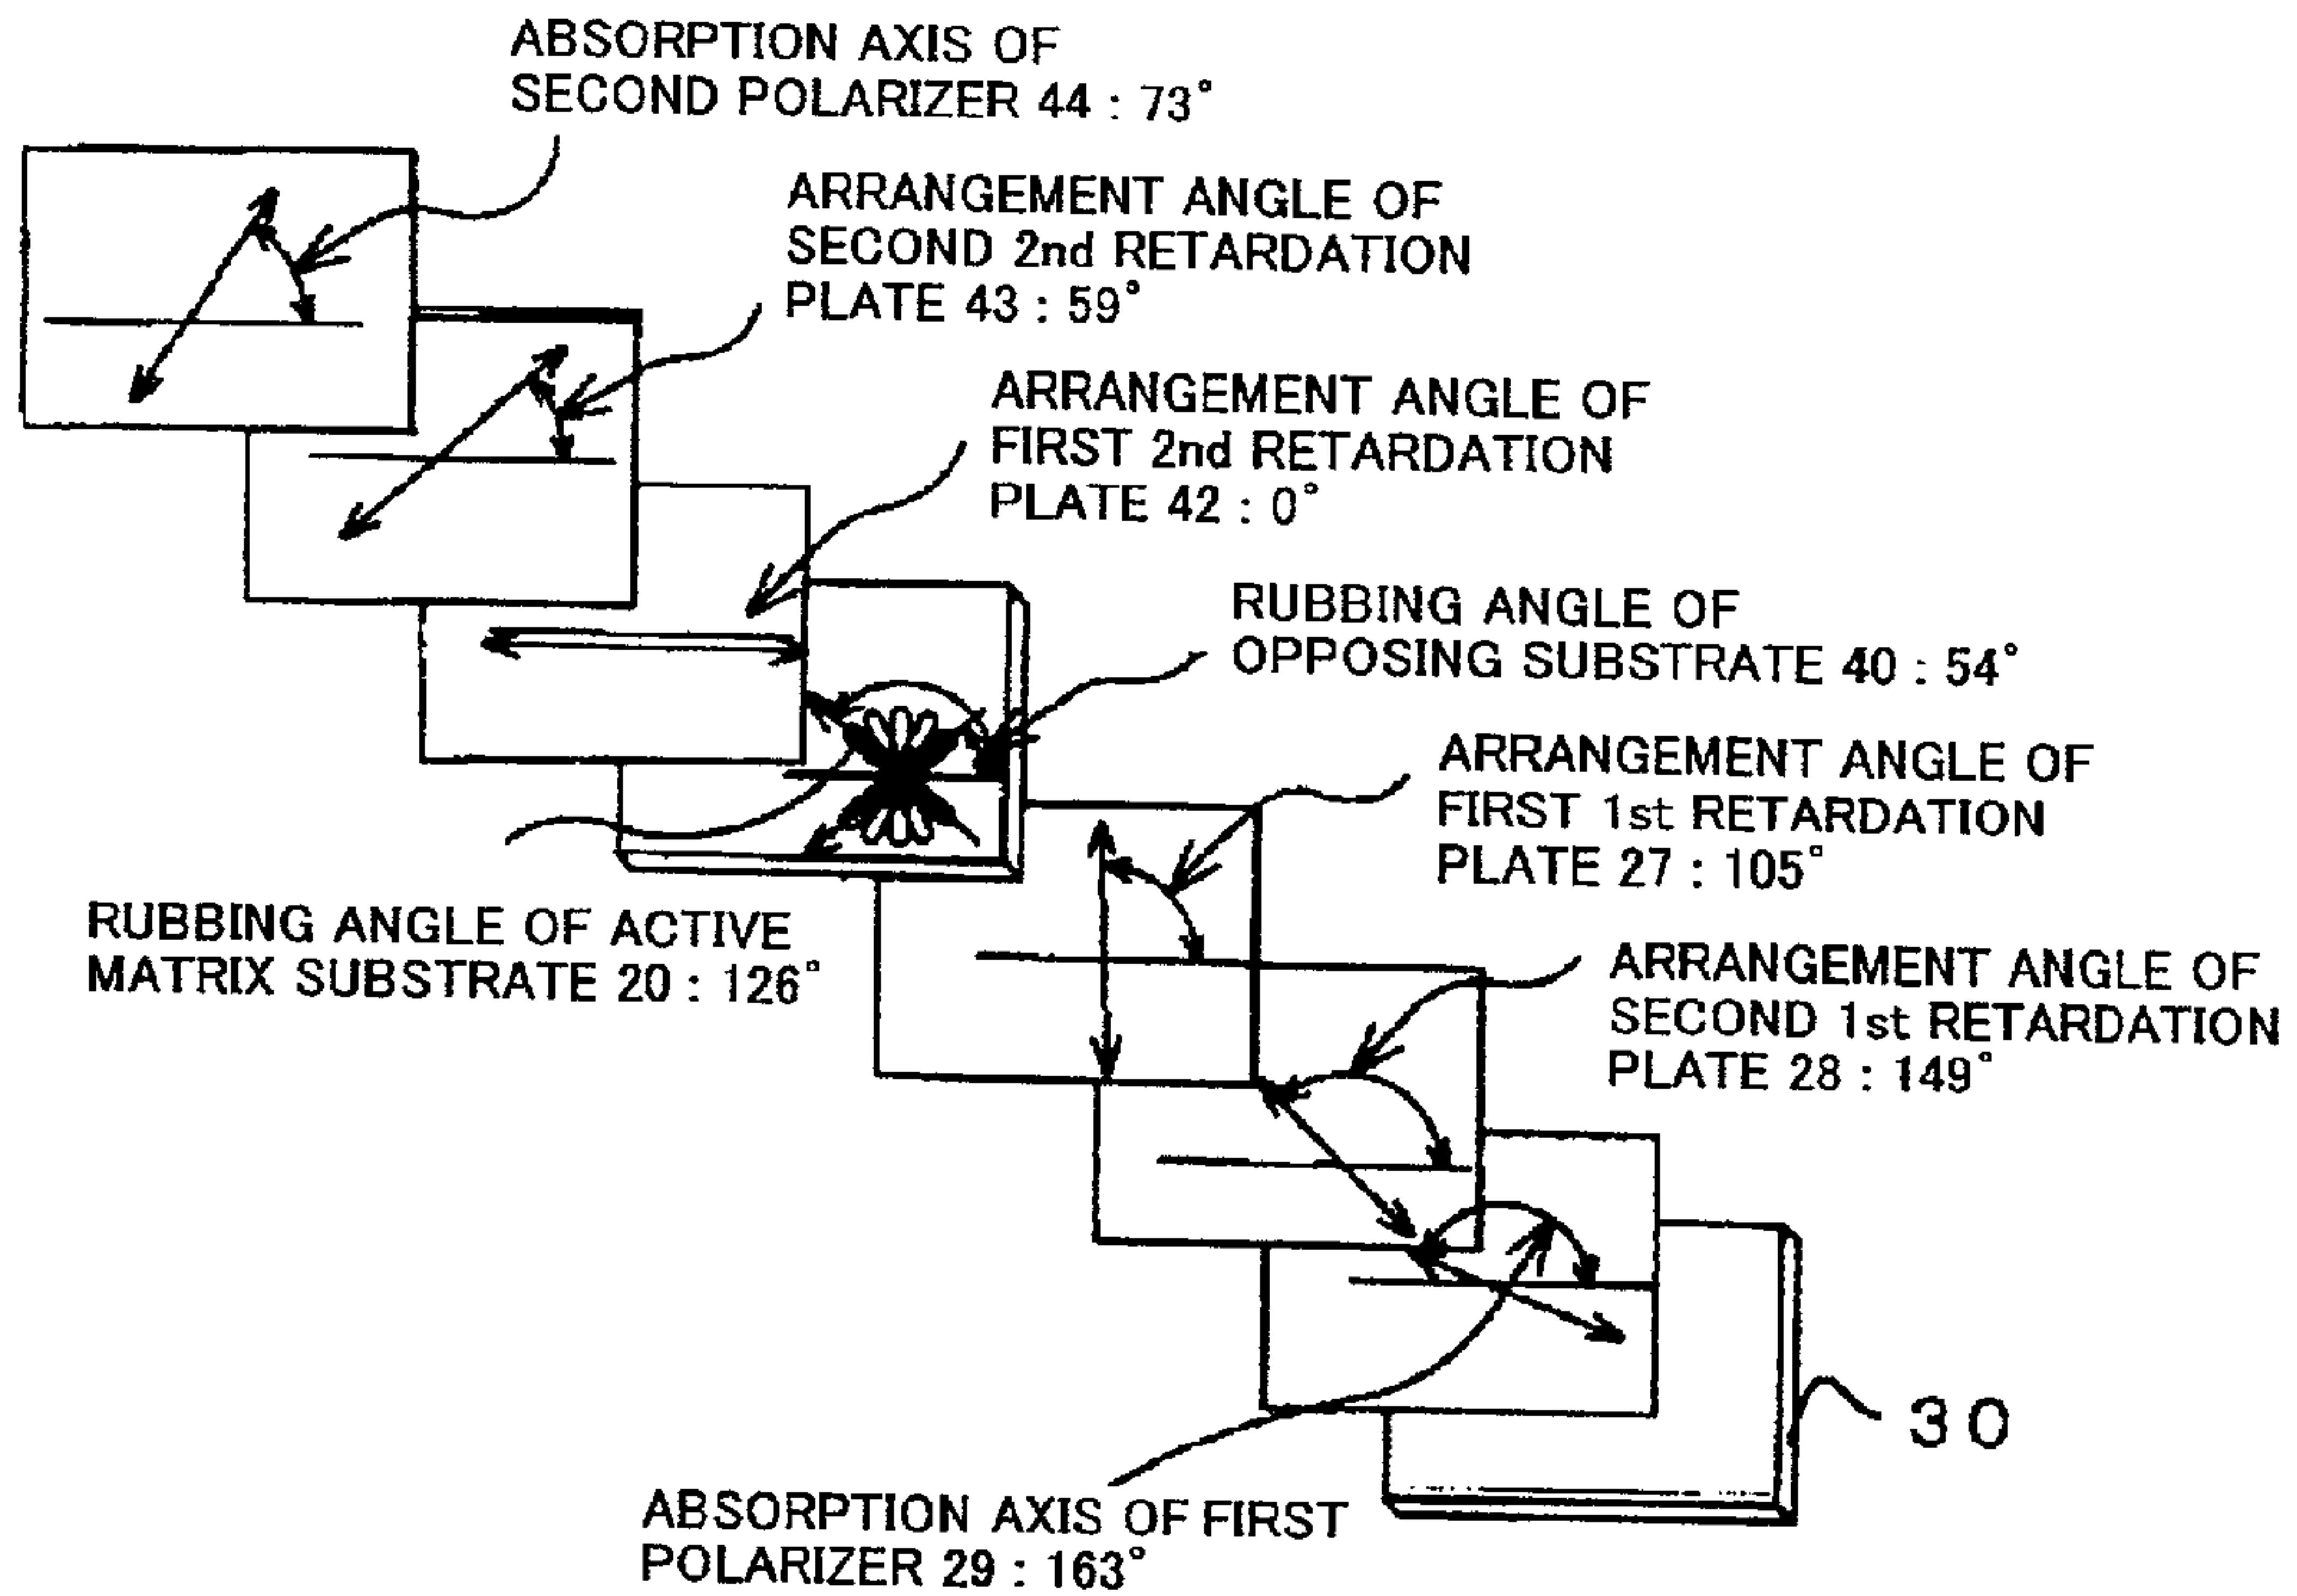 ABSORPTION AXIS OF
SECOND POLARIZER 44 : 73°
ARRANGEMENT ANGLE OF
SECOND 2nd RETARDATION
PLATE 43 : 59°
ARRANGEMENT ANGLE OF
FIRST 2nd RETARDATION
PLATE 42 : 0°
RUBBING ANGLE OF
OPPOSING SUBSTRATE 40 : 54°
ARRANGEMENT ANGLE OF
FIRST 1st RETARDATION
PLATE 27 : 105°
RUBBING ANGLE OF ACTIVE
MATRIX SUBSTRATE 20 : 126°
ARRANGEMENT ANGLE OF
SECOND 1st RETARDATION
PLATE 28 : 149°
30
ABSORPTION AXIS OF FIRST
POLARIZER 29 : 163°